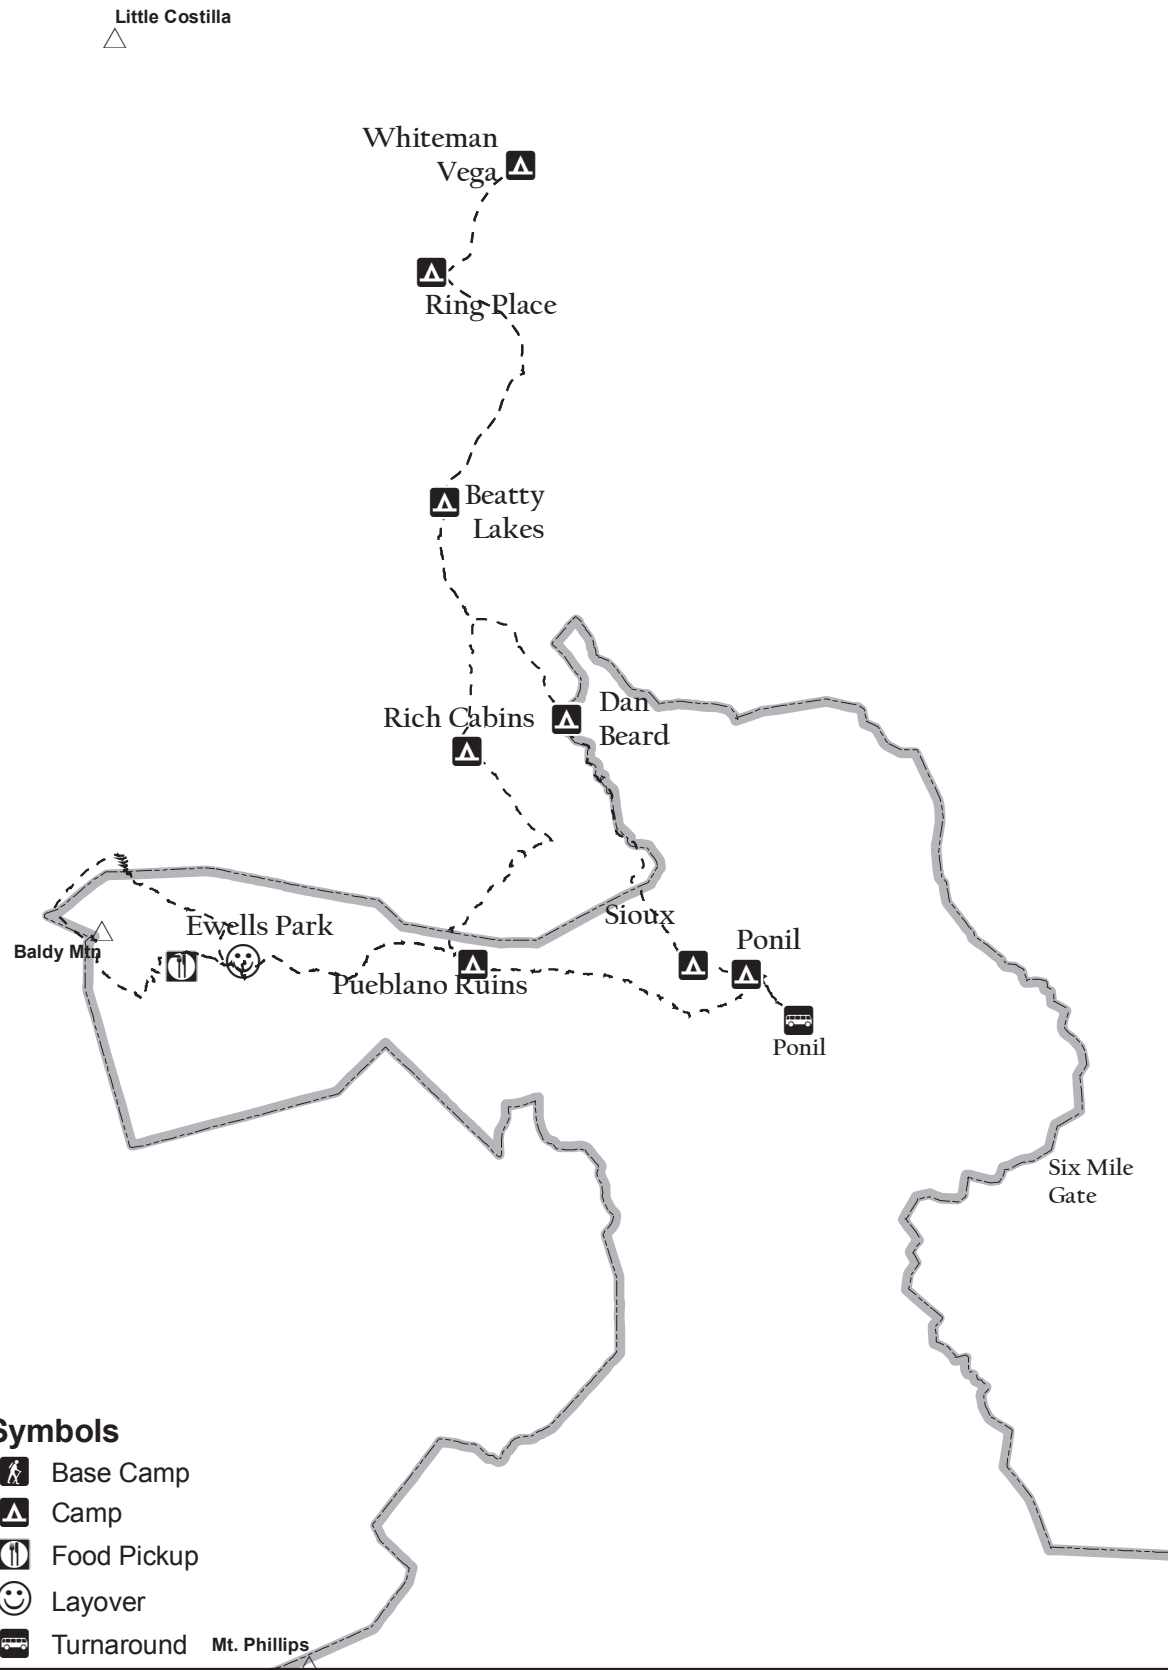 Little Costilla
Whiteman
Vega
Ring Place
Beatty
Lakes
Dan
Beard
Rich Cabins
Sioux
Ewells Park
Ponil
Baldy Mtn
Pueblano Ruins
Ponil
Six Mile
Gate
Symbols
Base Camp
Camp
Food Pickup
Layover
Turnaround
Mt. Phillips